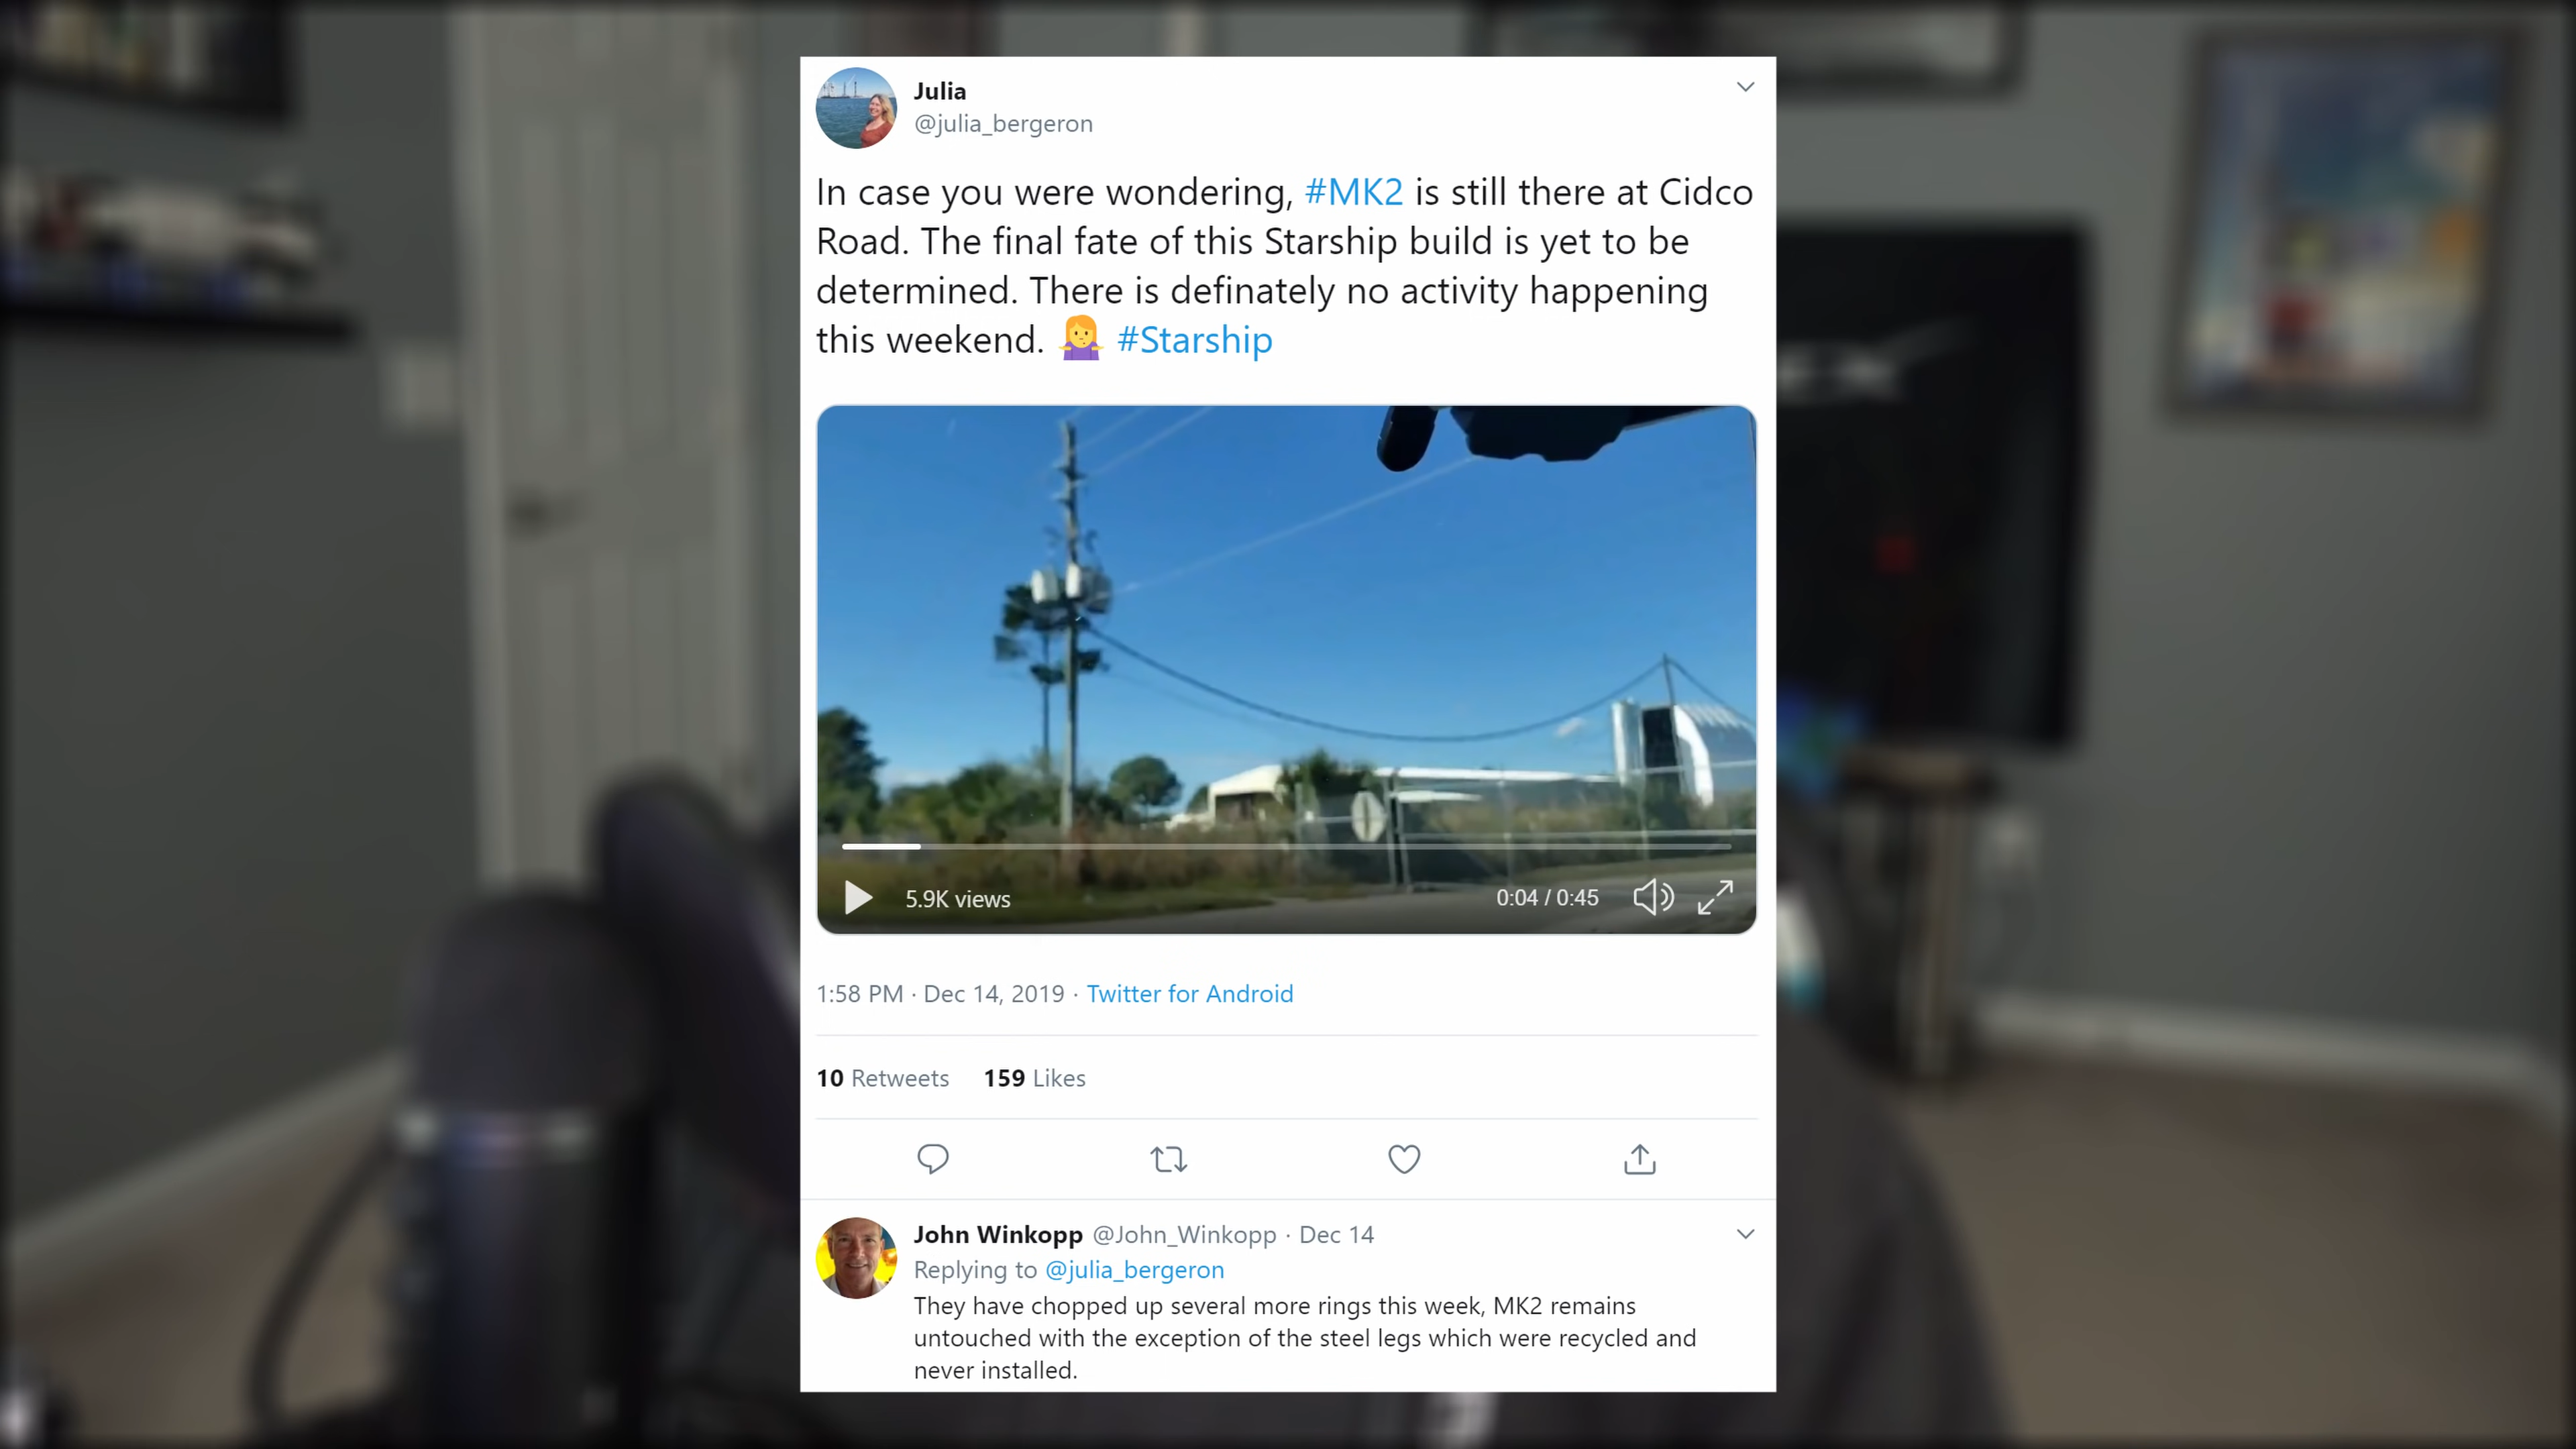 Julia
@julia_bergeron
In case you were wondering, #MK2 is still there at Cidco
Road. The final fate of this Starship build is yet to be
determined. There is definately no activity happening
this weekend. 🤷‍♀️ #Starship
5.9K views
0:04 / 0:45
1:58 PM · Dec 14, 2019 · Twitter for Android
10 Retweets 159 Likes
John Winkopp @John_Winkopp · Dec 14
Replying to @julia_bergeron
They have chopped up several more rings this week, MK2 remains
untouched with the exception of the steel legs which were recycled and
never installed.